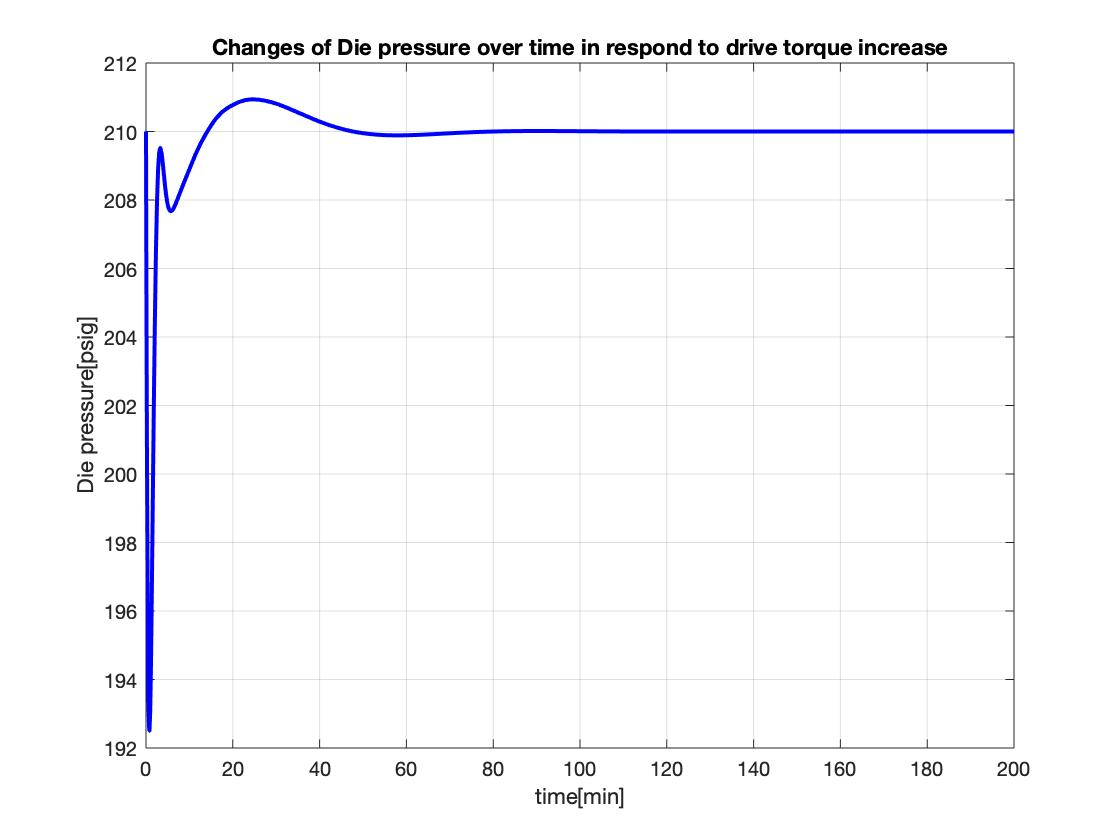 Changes of Die pressure over time in respond to drive torque increase
212
210
208
206
204
202
200
198
196
194
192
Die pressure[psig]
0 20 40 60 80 100 120 140 160 180 200
time[min]